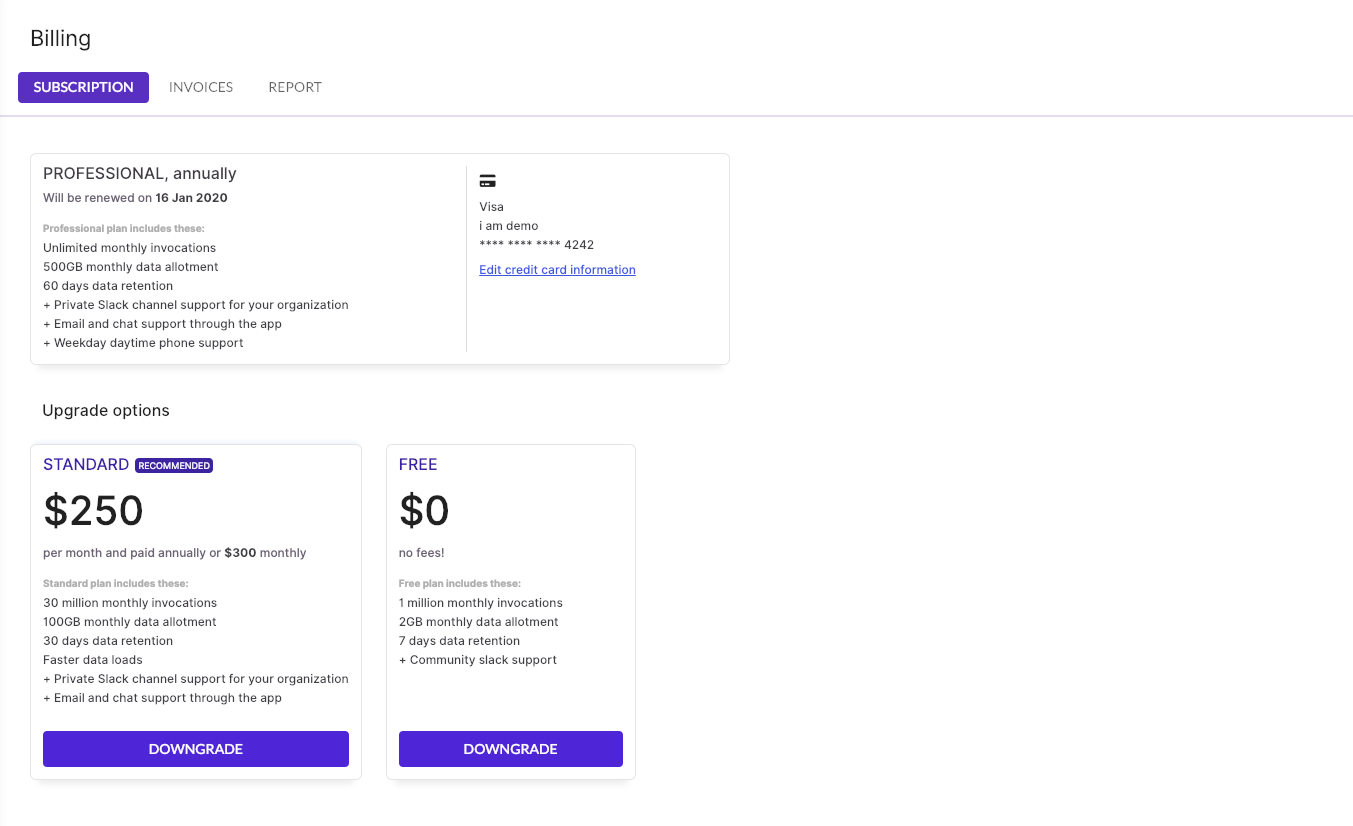 Billing
SUBSCRIPTION INVOICES REPORT
PROFESSIONAL, annually
Will be renewed on 16 Jan 2020
Professional plan includes these:
Unlimited monthly invocations
500GB monthly data allotment
60 days data retention
+ Private Slack channel support for your organization
+ Email and chat support through the app
+ Weekday daytime phone support
Visa
i am demo
**** **** **** 4242
Edit credit card information
Upgrade options
STANDARD RECOMMENDED
$250
per month and paid annually or $300 monthly
Standard plan includes these:
30 million monthly invocations
100GB monthly data allotment
30 days data retention
Faster data loads
+ Private Slack channel support for your organization
+ Email and chat support through the app
DOWNGRADE
FREE
$0
no fees!
Free plan includes these:
1 million monthly invocations
2GB monthly data allotment
7 days data retention
+ Community slack support
DOWNGRADE